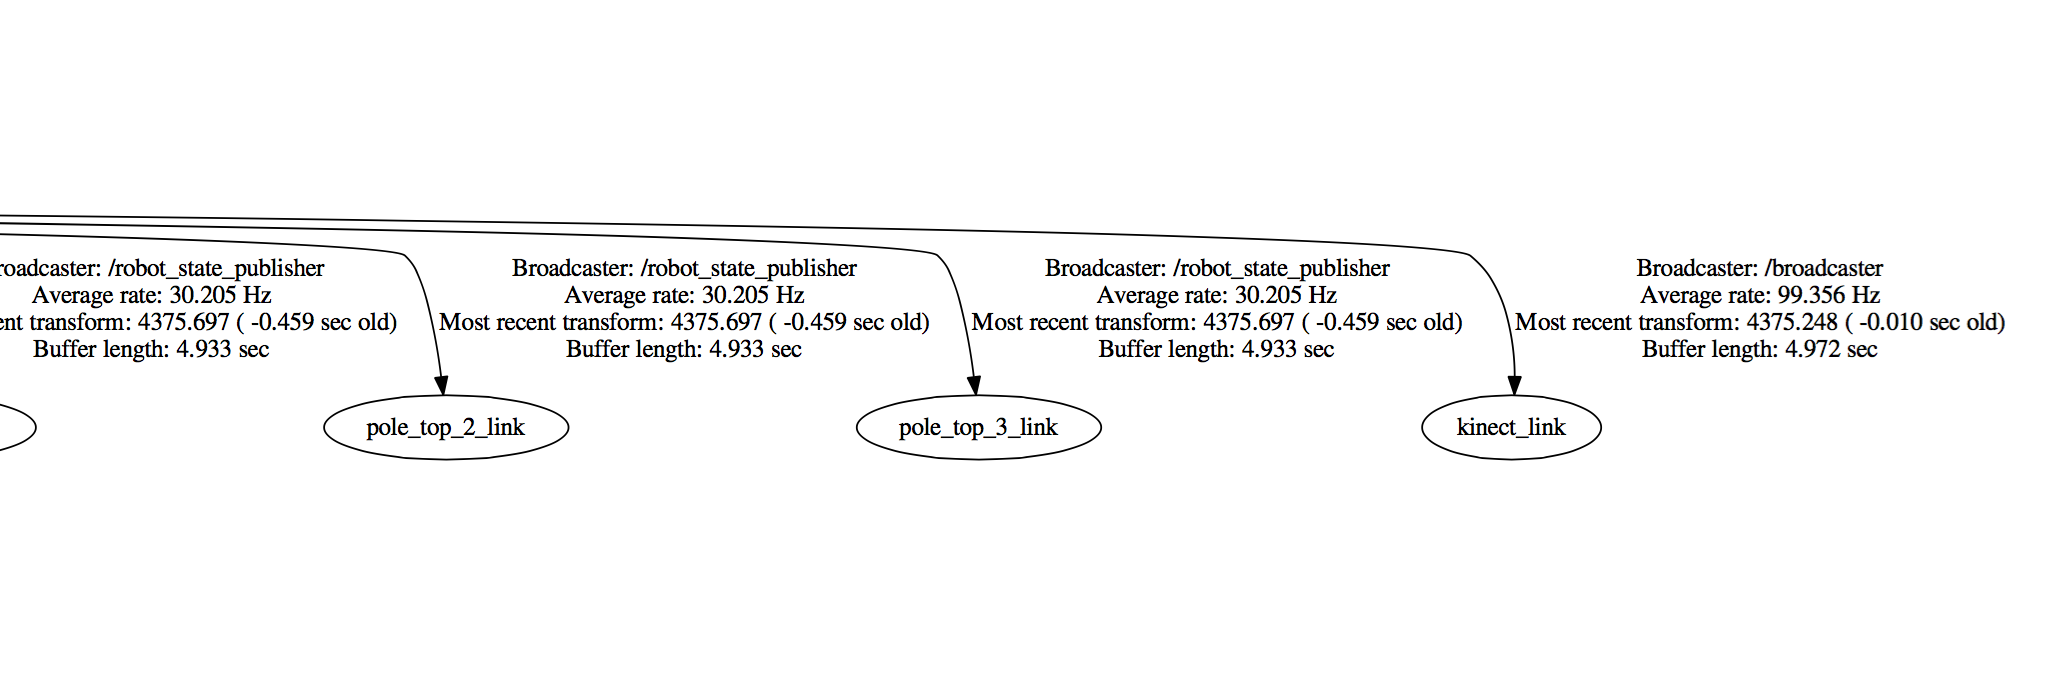 roadcaster: /robot_state_publisher
Average rate: 30.205 Hz
ent transform: 4375.697 ( -0.459 sec old)
Buffer length: 4.933 sec
Broadcaster: /robot_state_publisher
Average rate: 30.205 Hz
Most recent transform: 4375.697 ( -0.459 sec old)
Buffer length: 4.933 sec
Broadcaster: /robot_state_publisher
Average rate: 30.205 Hz
Most recent transform: 4375.697 ( -0.459 sec old)
Buffer length: 4.933 sec
Broadcaster: /broadcaster
Average rate: 99.356 Hz
Most recent transform: 4375.248 ( -0.010 sec old)
Buffer length: 4.972 sec
pole_top_2_link
pole_top_3_link
kinect_link